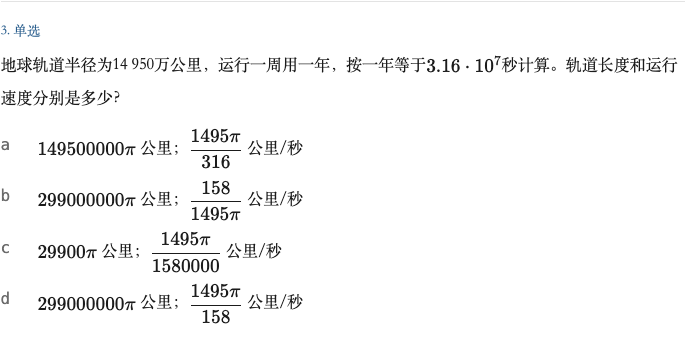 3. 单选
地球轨道半径为14 950万公里，运行一周用一年，按一年等于3.16 · 10⁷秒计算。轨道长度和运行
速度分别是多少?
a 149500000π 公里； 1495π/316 公里/秒
b 299000000π 公里； 158/1495π 公里/秒
c 29900π 公里； 1495π/1580000 公里/秒
d 299000000π 公里； 1495π/158 公里/秒